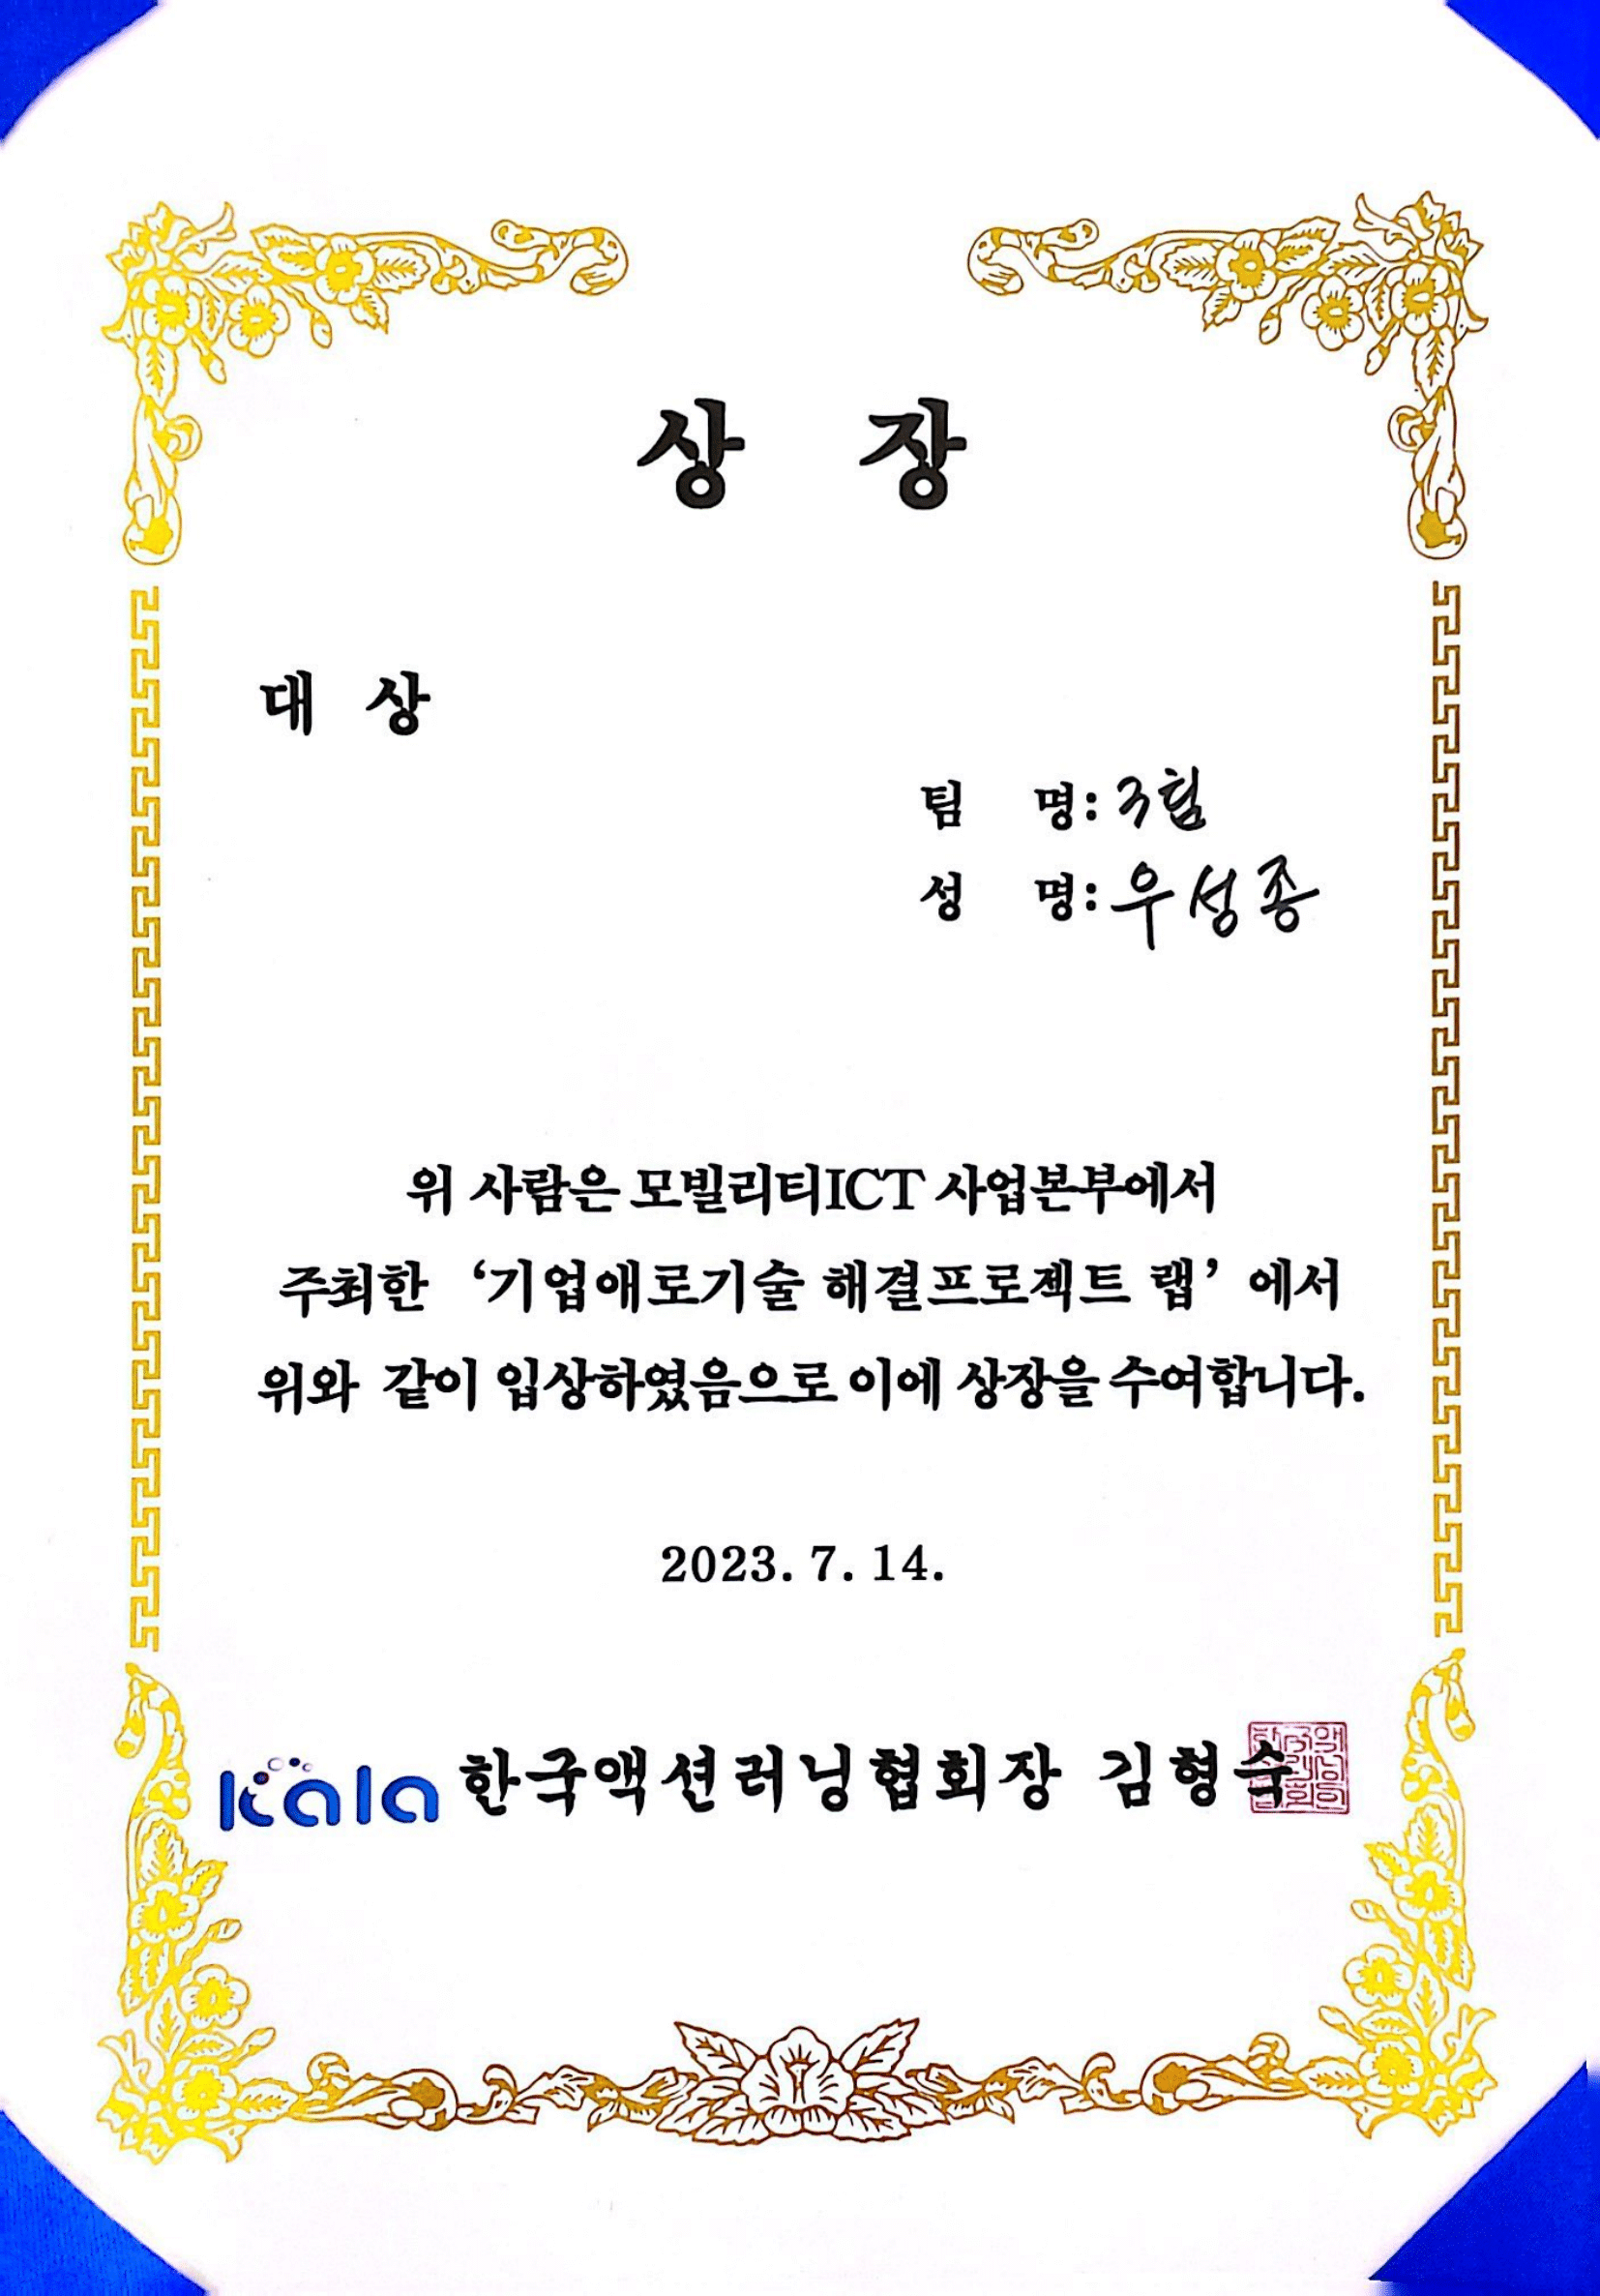 상 장
대 상
팀 명: 3팀
성 명: 우성종
위 사람은 모빌리티ICT 사업본부에서
주최한 ‘기업애로기술 해결프로젝트 랩’ 에서
위와 같이 입상하였음으로 이에 상장을 수여합니다.
2023. 7. 14.
kala 한국액션러닝협회장 김형숙